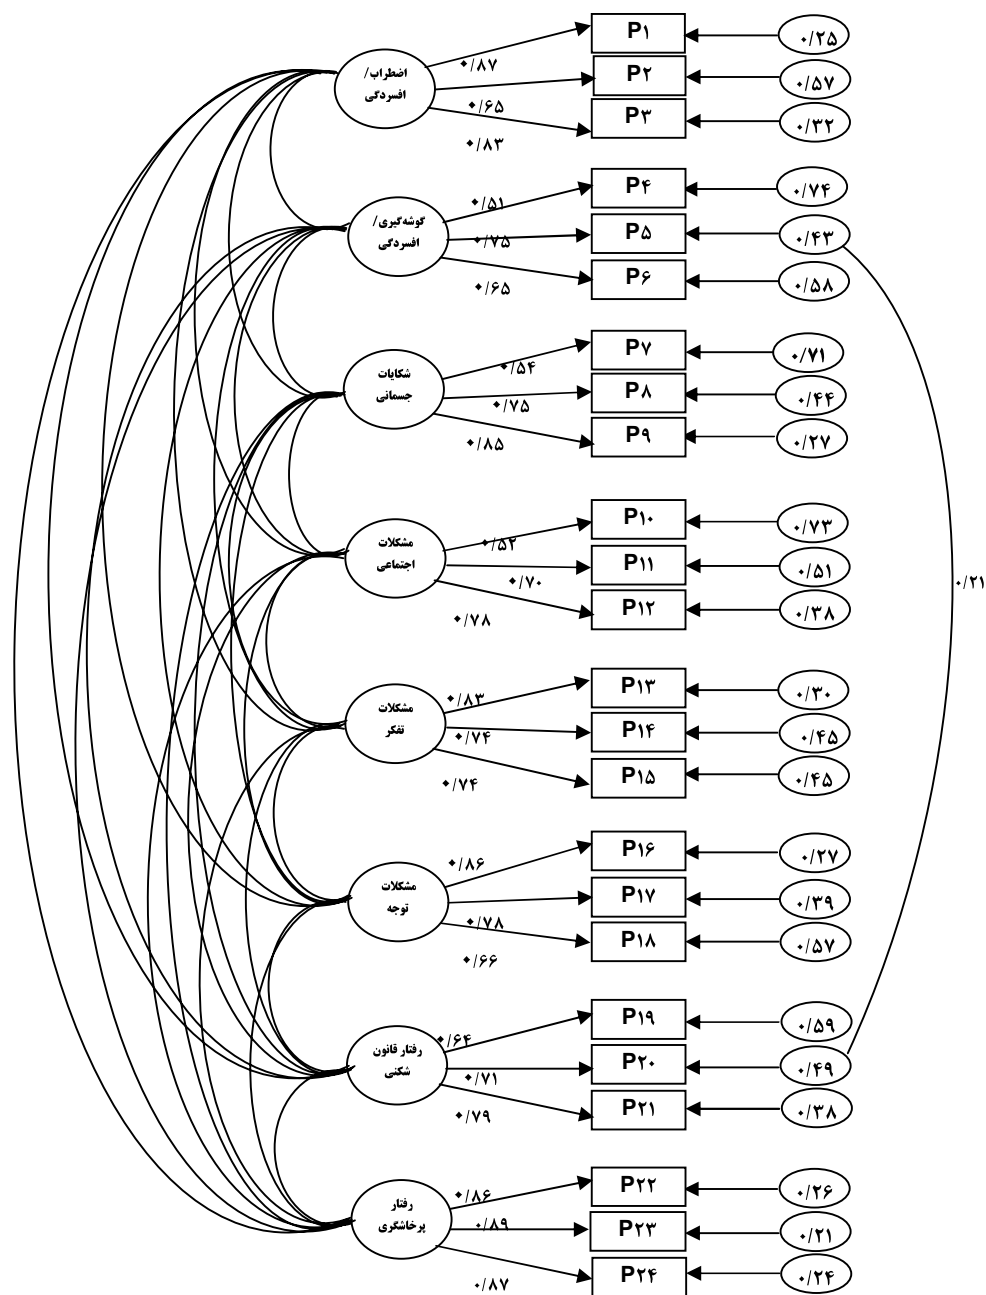 P۱
۰/۲۵
۰/۸۷
اضطراب/
افسردگی
P۲
۰/۵۷
۰/۶۵
P۳
۰/۳۲
۰/۸۳
P۴
۰/۷۴
۰/۵۱
گوشه‌گیری/
افسردگی
P۵
۰/۴۳
۰/۷۵
P۶
۰/۵۸
۰/۶۵
P۷
۰/۷۱
۰/۵۴
شکایات
جسمانی
P۸
۰/۴۴
۰/۷۵
P۹
۰/۲۷
۰/۸۵
P۱۰
۰/۷۳
۰/۵۲
مشکلات
اجتماعی
P۱۱
۰/۵۱
۰/۷۰
۰/۲۱
P۱۲
۰/۳۸
۰/۷۸
P۱۳
۰/۳۰
۰/۸۳
مشکلات
تفکر
P۱۴
۰/۴۵
۰/۷۴
P۱۵
۰/۴۵
۰/۷۴
P۱۶
۰/۲۷
۰/۸۶
مشکلات
توجه
P۱۷
۰/۳۹
۰/۷۸
P۱۸
۰/۵۷
۰/۶۶
P۱۹
۰/۵۹
۰/۶۴
رفتار قانون
شکنی
P۲۰
۰/۴۹
۰/۷۱
P۲۱
۰/۳۸
۰/۷۹
P۲۲
۰/۲۶
۰/۸۶
رفتار
پرخاشگری
P۲۳
۰/۲۱
۰/۸۹
P۲۴
۰/۲۴
۰/۸۷